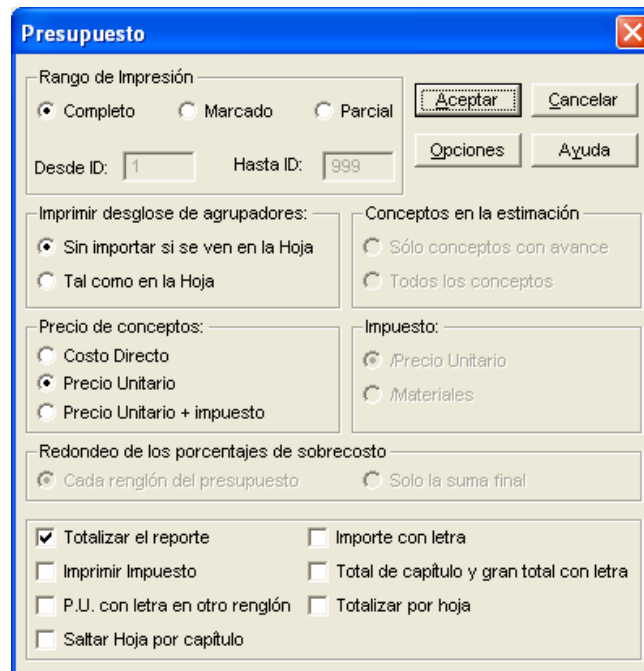 Presupuesto
Rango de Impresión
Completo Marcado Parcial
Desde ID: 1 Hasta ID: 999
Aceptar Cancelar
Opciones Ayuda
Imprimir desglose de agrupadores:
Sin importar si se ven en la Hoja
Tal como en la Hoja
Conceptos en la estimación
Sólo conceptos con avance
Todos los conceptos
Precio de conceptos:
Costo Directo
Precio Unitario
Precio Unitario + impuesto
Impuesto:
/Precio Unitario
/Materiales
Redondeo de los porcentajes de sobrecosto
Cada renglón del presupuesto Solo la suma final
Totalizar el reporte Importe con letra
Imprimir Impuesto Total de capítulo y gran total con letra
P.U. con letra en otro renglón Totalizar por hoja
Saltar Hoja por capítulo